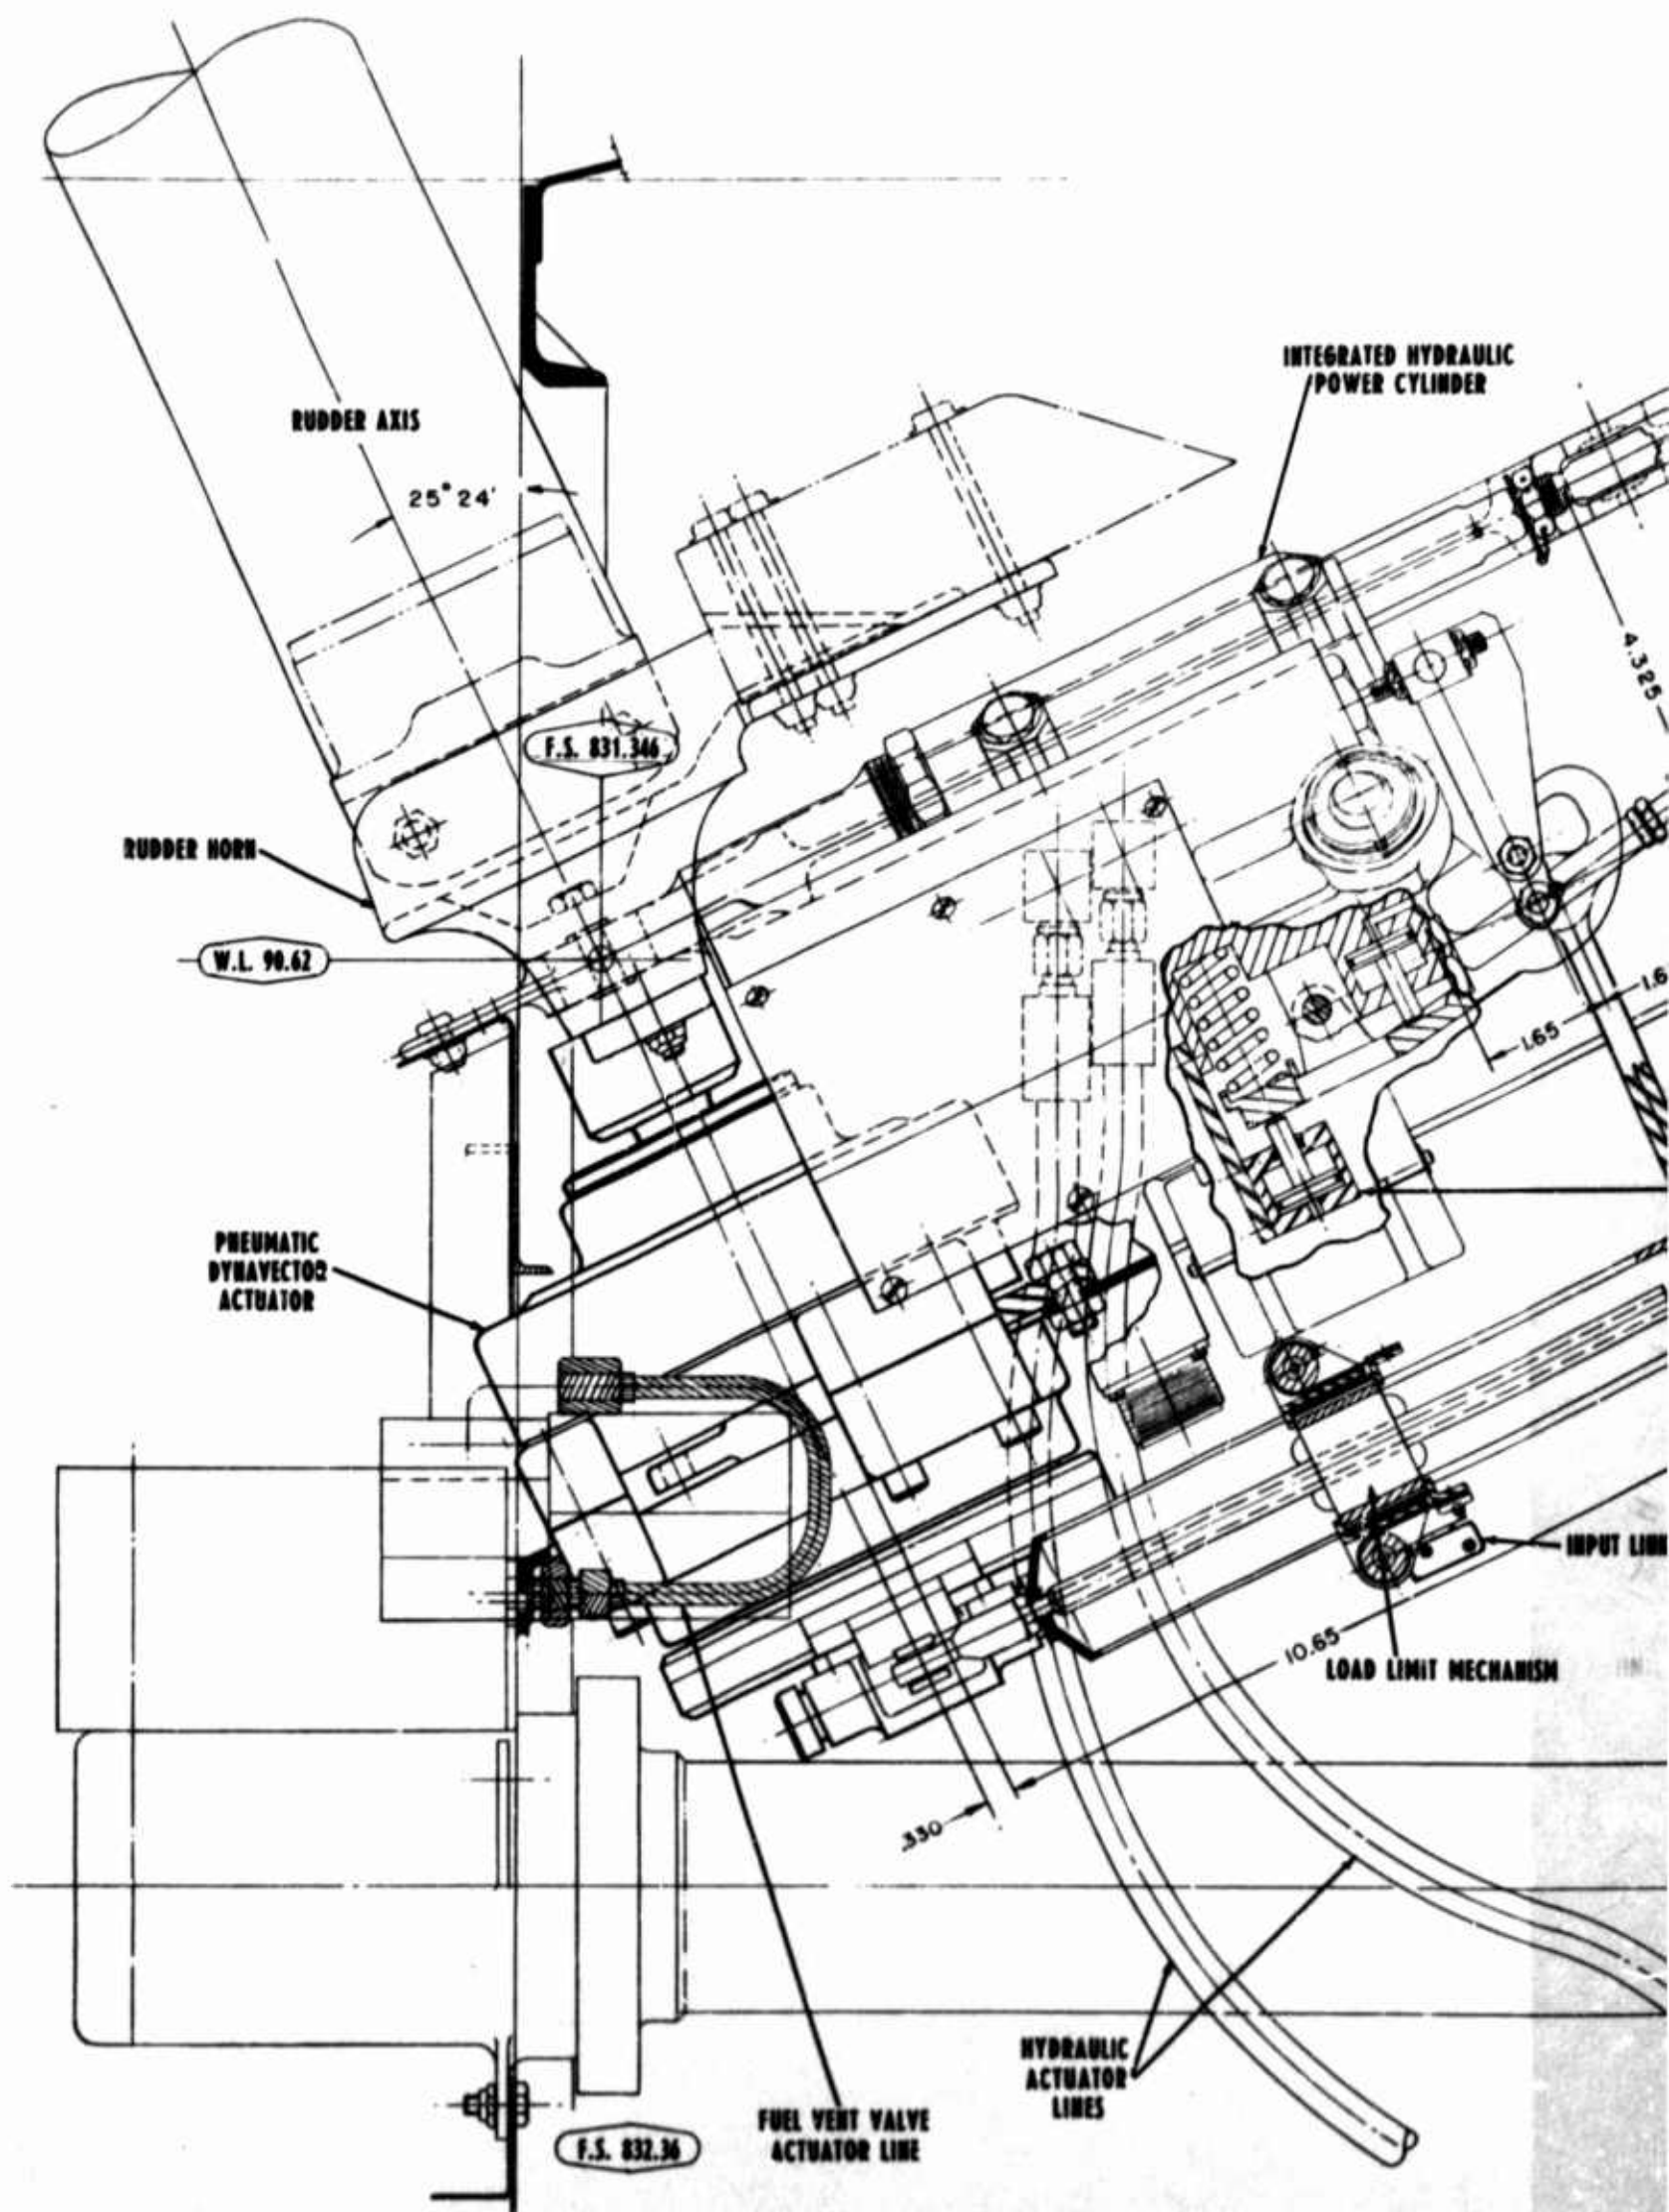 INTEGRATED HYDRAULIC
POWER CYLINDER
RUDDER AXIS
25° 24'
4.325
F.S. 831.346
RUDDER HORN
W.L. 90.62
1.65
PNEUMATIC
DYNAVECTOR
ACTUATOR
INPUT
10.65
LOAD LIMIT MECHANISM
.330
HYDRAULIC
ACTUATOR
LINES
FUEL VENT VALVE
ACTUATOR LINE
F.S. 832.36